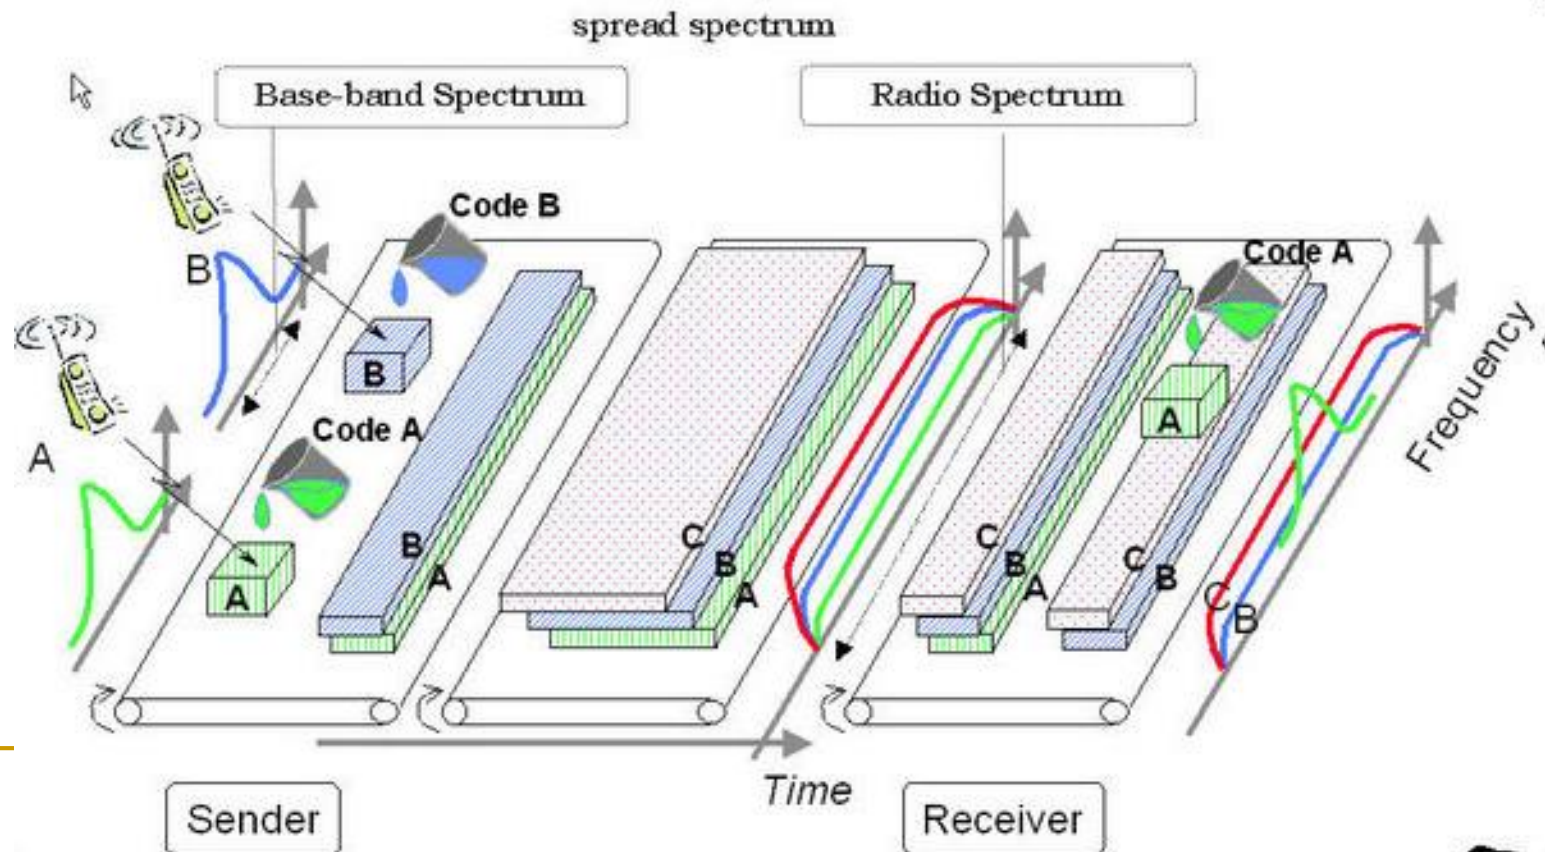 spread spectrum
Base-band Spectrum
Radio Spectrum
Code B
Code A
B
B
Code A
A
A
B
A
C
B
A
C
B
A
A
C
B
C
B
Frequency
Time
Sender
Receiver